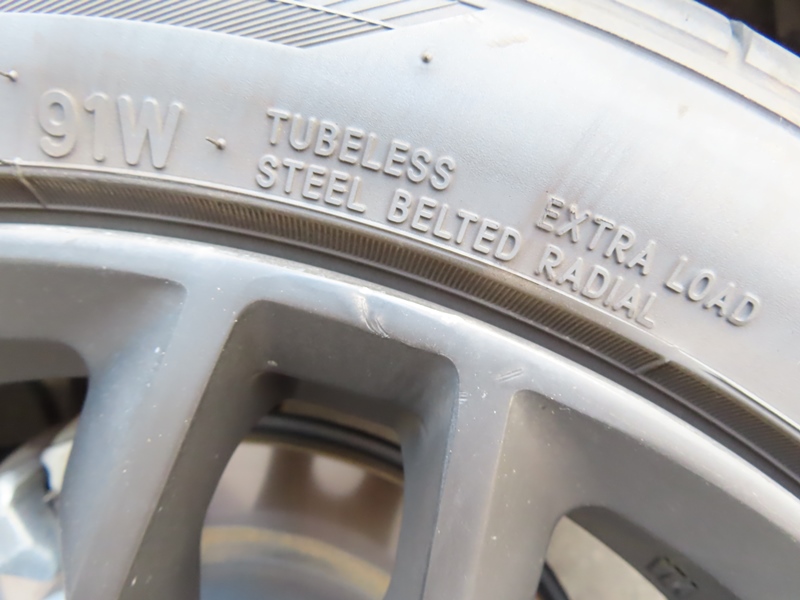 91W
TUBELESS
STEEL BELTED RADIAL
EXTRA LOAD